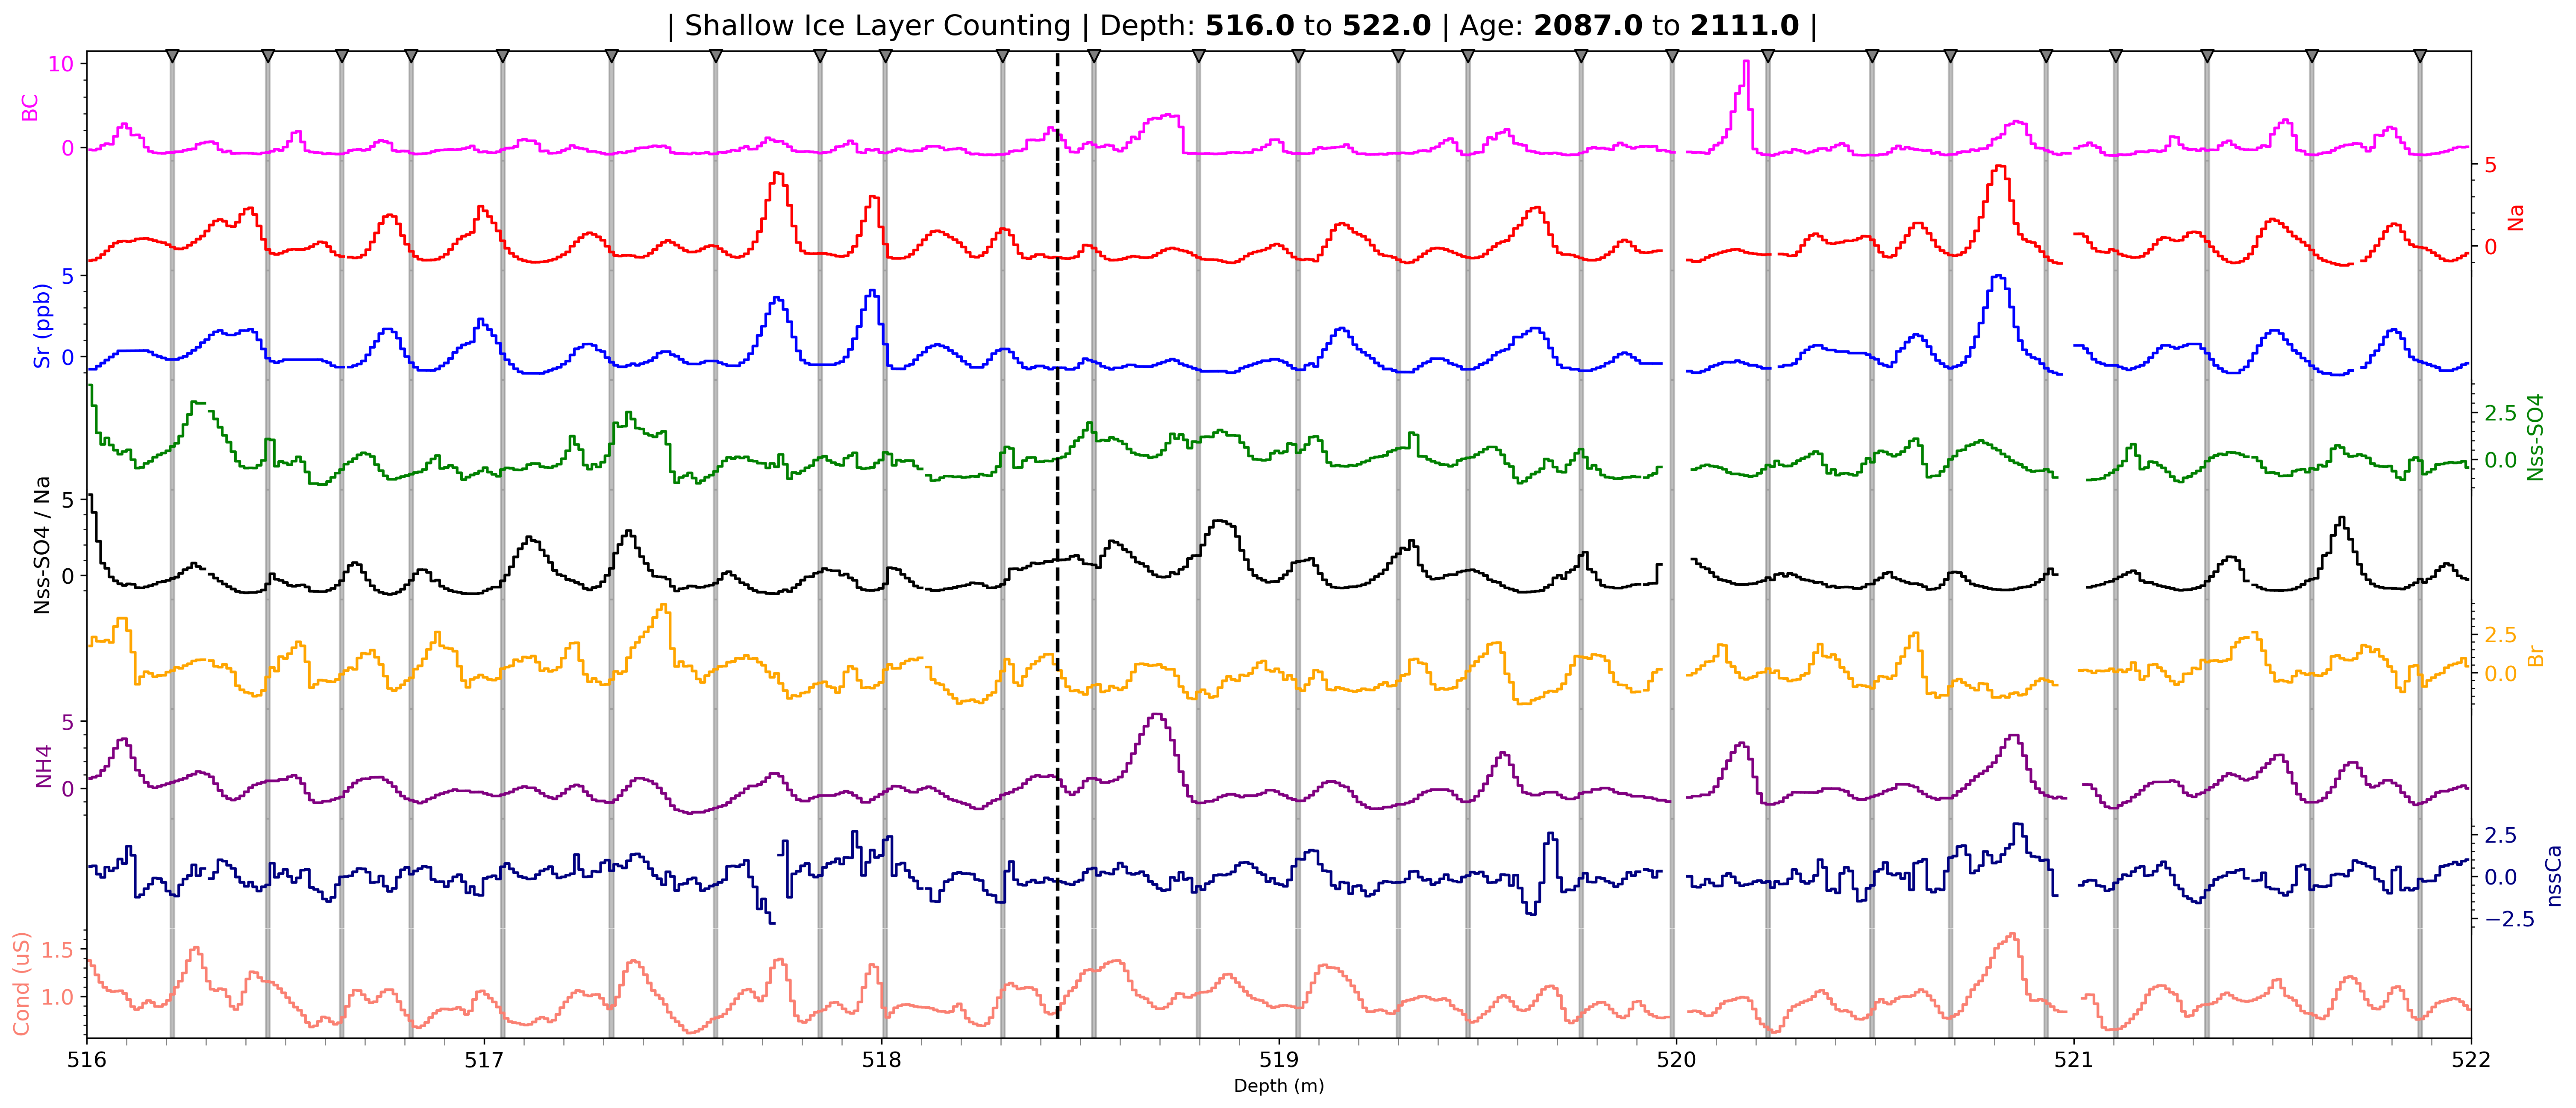 | Shallow Ice Layer Counting | Depth: 516.0 to 522.0 | Age: 2087.0 to 2111.0 |
10
BC
0
5
Na
0
5
Sr (ppb)
0
2.5
Nss-SO4
0.0
5
Nss-SO4 / Na
0
2.5
Br
0.0
5
NH4
0
2.5
0.0
nssCa
−2.5
1.5
Cond (uS)
1.0
516 517 518 519 520 521 522
Depth (m)